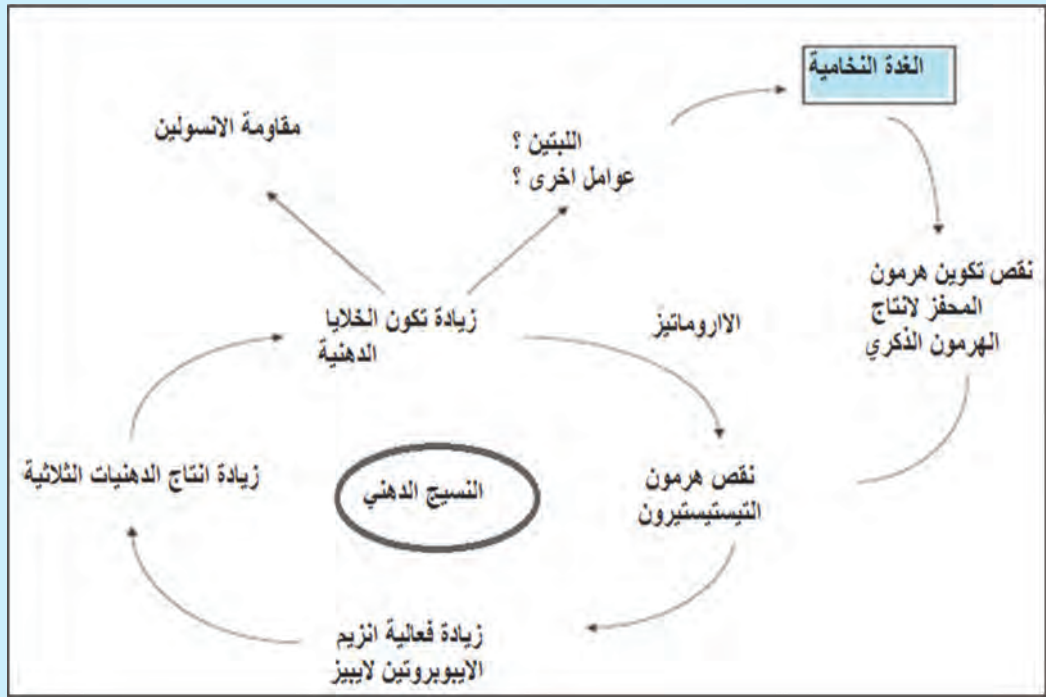 الغدة النخامية
مقاومة الانسولين
اللبتين ؟
عوامل اخرى ؟
نقص تكوين هرمون
المحفز لانتاج
الهرمون الذكري
زيادة تكون الخلايا
الدهنية
الااروماتيز
زيادة انتاج الدهنيات الثلاثية
النسيج الدهني
نقص هرمون
التيستيستيرون
زيادة فعالية انزيم
الايبوبروتين لايبيز